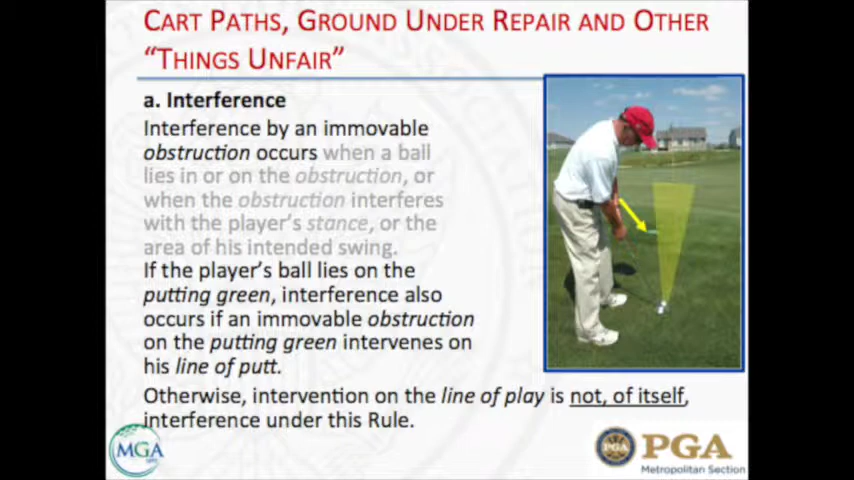 CART PATHS, GROUND UNDER REPAIR AND OTHER
“THINGS UNFAIR”
a. Interference
Interference by an immovable
obstruction occurs when a ball
lies in or on the obstruction, or
when the obstruction interferes
with the player’s stance, or the
area of his intended swing.
If the player’s ball lies on the
putting green, interference also
occurs if an immovable obstruction
on the putting green intervenes on
his line of putt.
Otherwise, intervention on the line of play is not, of itself,
interference under this Rule.
MGA
PGA
Metropolitan Section